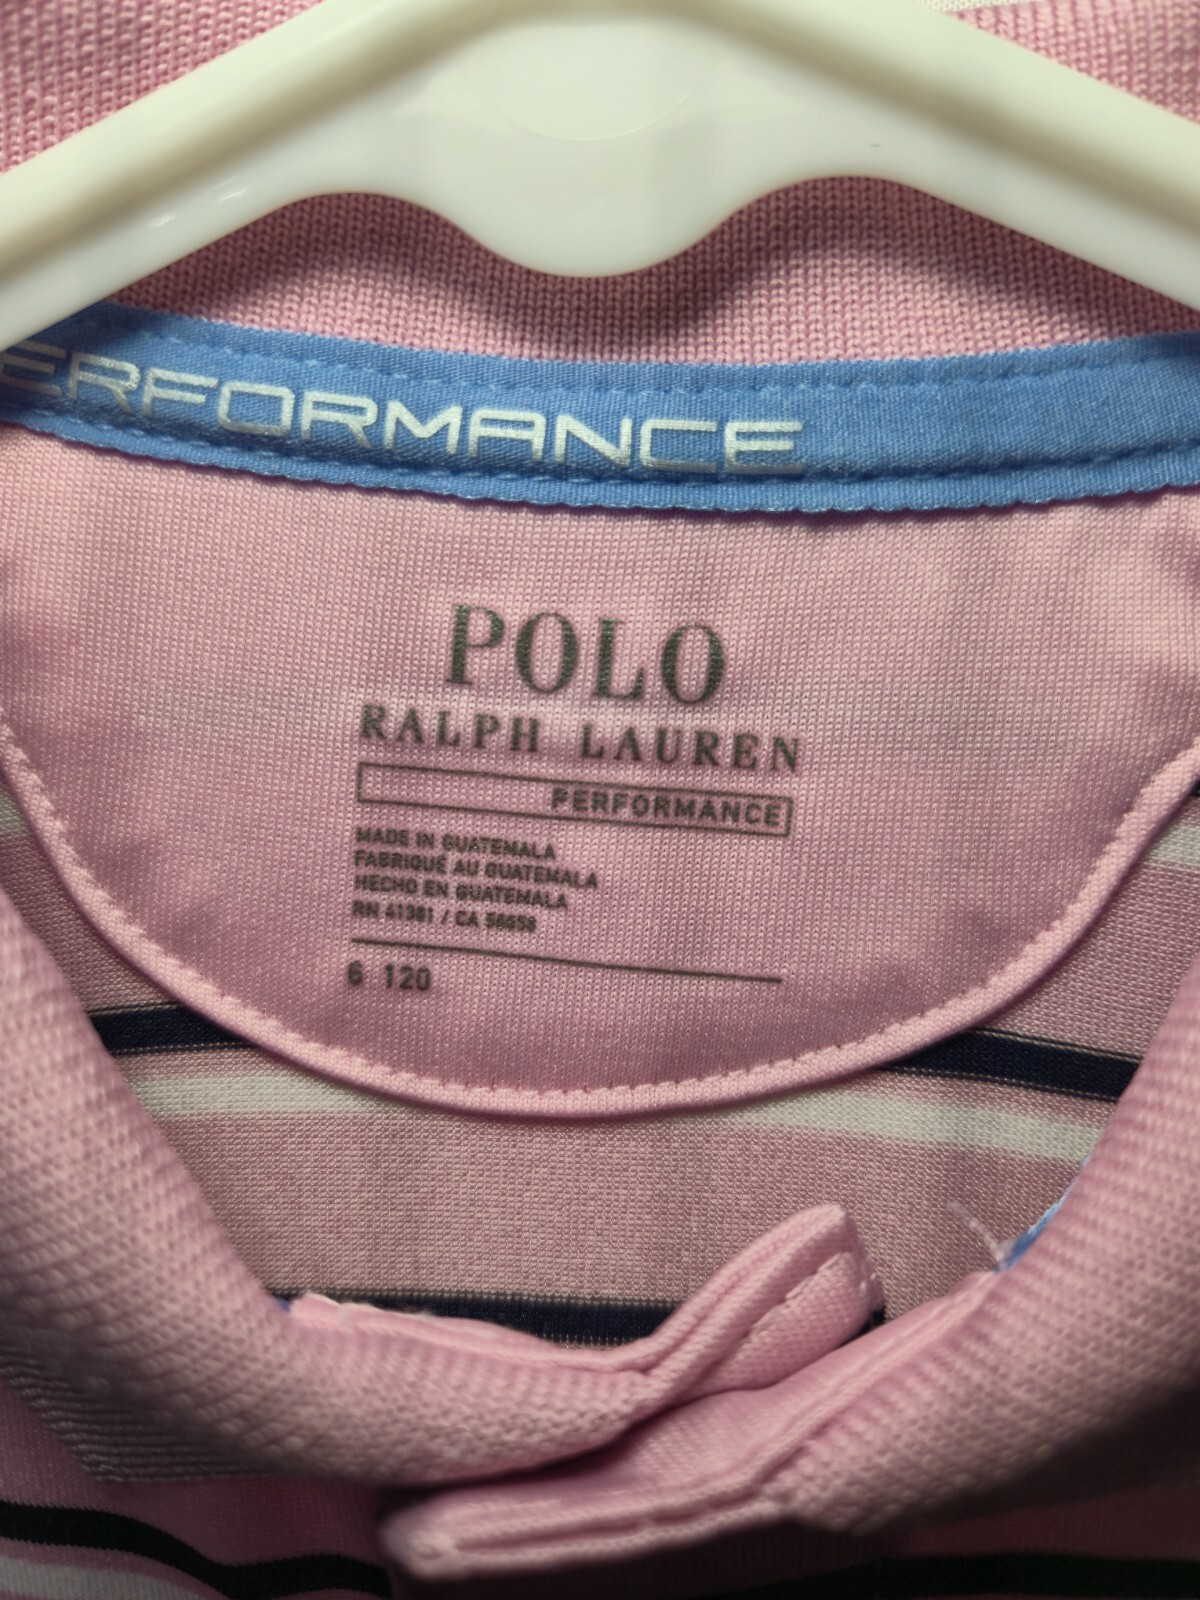 ERFORMANCE
POLO
RALPH LAUREN
PERFORMANCE
MADE IN GUATEMALA
FABRIQUÉ AU GUATEMALA
HECHO EN GUATEMALA
RN 41381 / CA 56658
6 120